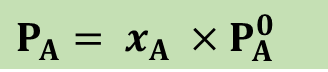 P_A = x_A × P_A^0